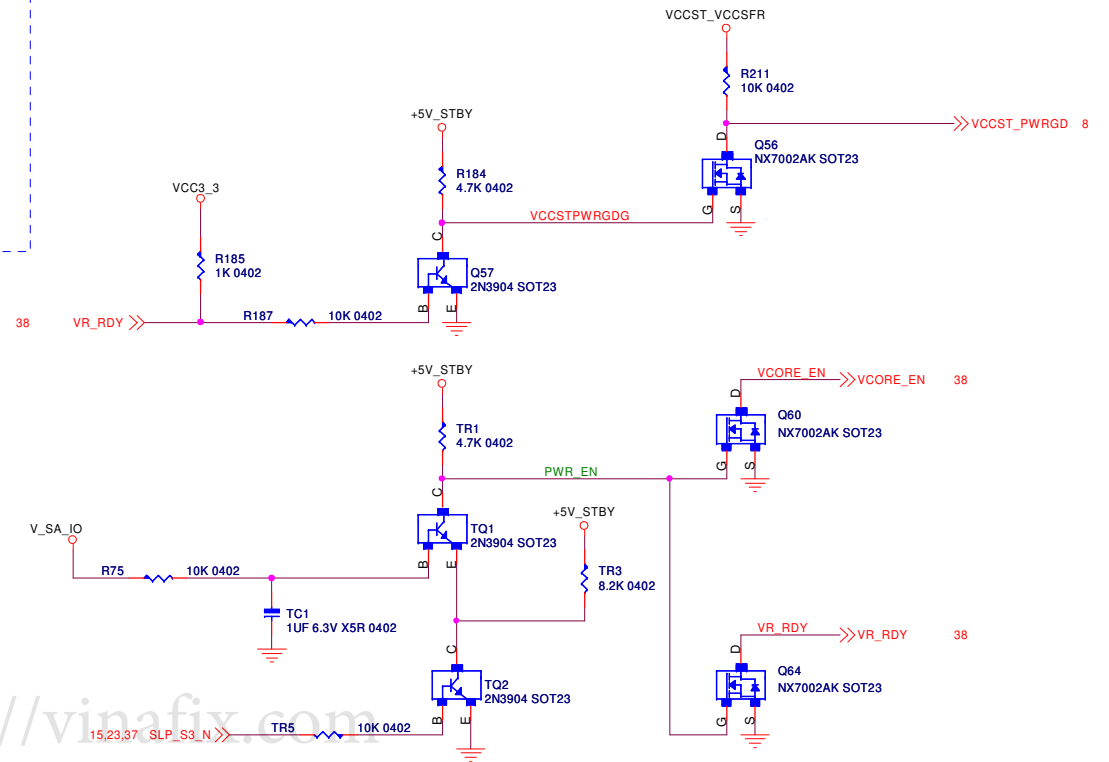 VCCST_VCCSFR
R211
10K 0402
VCCST_PWRGD 8
D
Q56
NX7002AK SOT23
G
S
+5V_STBY
R184
4.7K 0402
VCCSTPWRGDG
C
Q57
2N3904 SOT23
B
E
VCC3_3
R185
1K 0402
38 VR_RDY
R187 10K 0402
+5V_STBY
TR1
4.7K 0402
PWR_EN
VCORE_EN
VCORE_EN 38
D
Q60
NX7002AK SOT23
G
S
C
TQ1
2N3904 SOT23
B
E
+5V_STBY
TR3
8.2K 0402
V_SA_IO
R75 10K 0402
TC1
1UF 6.3V X5R 0402
VR_RDY
VR_RDY 38
D
Q64
NX7002AK SOT23
G
S
C
TQ2
2N3904 SOT23
B
E
15,23,37 SLP_S3_N
TR5 10K 0402
//vinafix.com